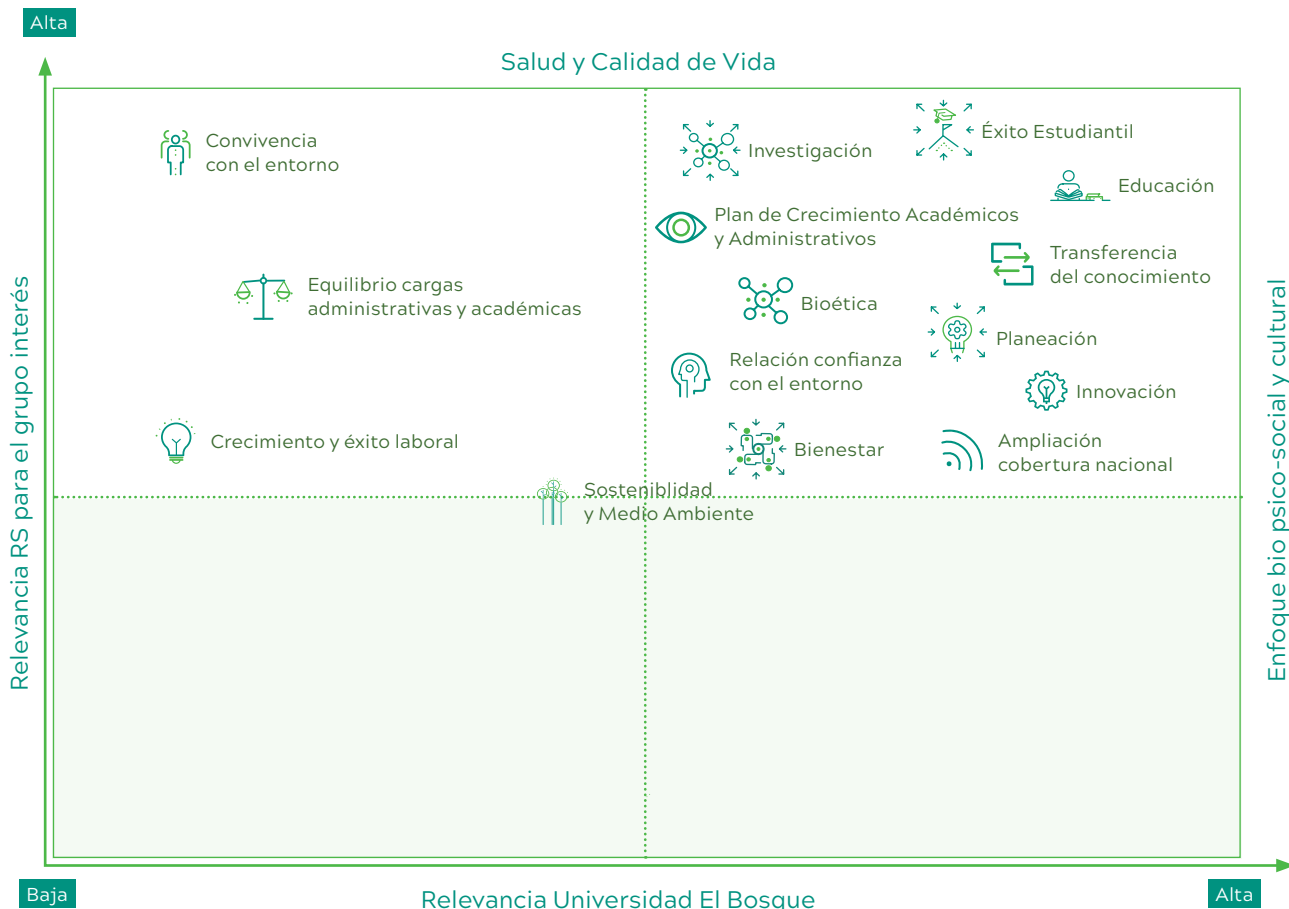 Alta
Salud y Calidad de Vida
Convivencia
con el entorno
Investigación
Éxito Estudiantil
Educación
Plan de Crecimiento Académicos
y Administrativos
Transferencia
del conocimiento
Equilibrio cargas
administrativas y académicas
Bioética
Planeación
Relación confianza
con el entorno
Innovación
Crecimiento y éxito laboral
Bienestar
Ampliación
cobertura nacional
Sosteniblidad
y Medio Ambiente
Relevancia RS para el grupo interés
Enfoque bio psico-social y cultural
Baja
Relevancia Universidad El Bosque
Alta